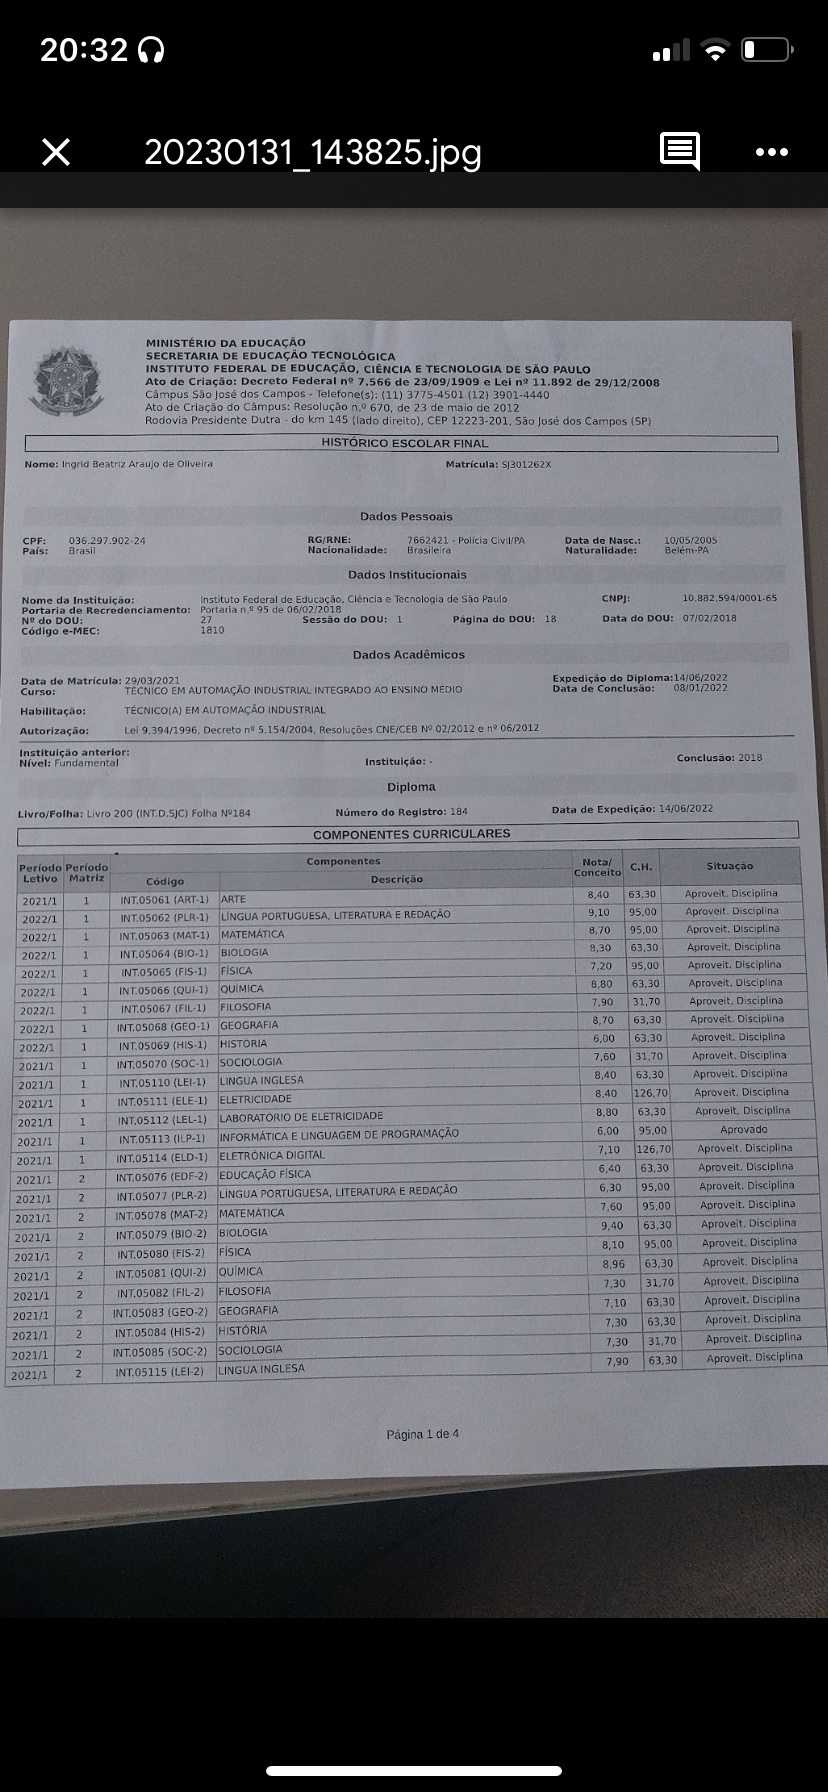 20:32
20230131_143825.jpg
MINISTÉRIO DA EDUCAÇÃO
SECRETARIA DE EDUCAÇÃO TECNOLÓGICA
INSTITUTO FEDERAL DE EDUCAÇÃO, CIÊNCIA E TECNOLOGIA DE SÃO PAULO
Ato de Criação: Decreto Federal nº 7.566 de 23/09/1909 e Lei nº 11.892 de 29/12/2008
Câmpus São José dos Campos - Telefone(s): (11) 3775-4501 (12) 3901-4440
Ato de Criação do Câmpus: Resolução n.º 670, de 23 de maio de 2012
Rodovia Presidente Dutra - do km 145 (lado direito), CEP 12223-201, São José dos Campos (SP)
HISTÓRICO ESCOLAR FINAL
Nome: Ingrid Beatriz Araujo de Oliveira Matrícula: SJ301262X
Dados Pessoais
CPF: 036.297.902-24 RG/RNE: 7662421 - Polícia Civil/PA Data de Nasc.: 10/05/2005
País: Brasil Nacionalidade: Brasileira Naturalidade: Belém-PA
Dados Institucionais
Nome da Instituição: Instituto Federal de Educação, Ciência e Tecnologia de São Paulo CNPJ: 10.882.594/0001-65
Portaria de Recredenciamento: Portaria n.º 95 de 06/02/2018
Nº do DOU: 27 Sessão do DOU: 1 Página do DOU: 18 Data do DOU: 07/02/2018
Código e-MEC: 1810
Dados Acadêmicos
Data de Matrícula: 29/03/2021 Expedição do Diploma:14/06/2022
Curso: TÉCNICO EM AUTOMAÇÃO INDUSTRIAL INTEGRADO AO ENSINO MÉDIO Data de Conclusão: 08/01/2022
Habilitação: TÉCNICO(A) EM AUTOMAÇÃO INDUSTRIAL
Autorização: Lei 9.394/1996, Decreto nº 5.154/2004, Resoluções CNE/CEB Nº 02/2012 e nº 06/2012
Instituição anterior:
Nível: Fundamental Instituição: - Conclusão: 2018
Diploma
Livro/Folha: Livro 200 (INT.D.SJC) Folha Nº184 Número do Registro: 184 Data de Expedição: 14/06/2022
COMPONENTES CURRICULARES
Período Letivo Período Matriz Componentes Nota/Conceito C.H. Situação
Código Descrição
2021/1 1 INT.05061 (ART-1) ARTE 8,40 63,30 Aproveit. Disciplina
2022/1 1 INT.05062 (PLR-1) LÍNGUA PORTUGUESA, LITERATURA E REDAÇÃO 9,10 95,00 Aproveit. Disciplina
2022/1 1 INT.05063 (MAT-1) MATEMÁTICA 8,70 95,00 Aproveit. Disciplina
2022/1 1 INT.05064 (BIO-1) BIOLOGIA 8,30 63,30 Aproveit. Disciplina
2022/1 1 INT.05065 (FIS-1) FÍSICA 7,20 95,00 Aproveit. Disciplina
2022/1 1 INT.05066 (QUI-1) QUÍMICA 8,80 63,30 Aproveit. Disciplina
2022/1 1 INT.05067 (FIL-1) FILOSOFIA 7,90 31,70 Aproveit. Disciplina
2022/1 1 INT.05068 (GEO-1) GEOGRAFIA 8,70 63,30 Aproveit. Disciplina
2022/1 1 INT.05069 (HIS-1) HISTÓRIA 6,00 63,30 Aproveit. Disciplina
2021/1 1 INT.05070 (SOC-1) SOCIOLOGIA 7,60 31,70 Aproveit. Disciplina
2021/1 1 INT.05110 (LEI-1) LINGUA INGLESA 8,40 63,30 Aproveit. Disciplina
2021/1 1 INT.05111 (ELE-1) ELETRICIDADE 8,40 126,70 Aproveit. Disciplina
2021/1 1 INT.05112 (LEL-1) LABORATÓRIO DE ELETRICIDADE 8,80 63,30 Aproveit. Disciplina
2021/1 1 INT.05113 (ILP-1) INFORMÁTICA E LINGUAGEM DE PROGRAMAÇÃO 6,00 95,00 Aprovado
2021/1 1 INT.05114 (ELD-1) ELETRÔNICA DIGITAL 7,10 126,70 Aproveit. Disciplina
2021/1 2 INT.05076 (EDF-2) EDUCAÇÃO FÍSICA 6,40 63,30 Aproveit. Disciplina
2021/1 2 INT.05077 (PLR-2) LÍNGUA PORTUGUESA, LITERATURA E REDAÇÃO 6,30 95,00 Aproveit. Disciplina
2021/1 2 INT.05078 (MAT-2) MATEMÁTICA 7,60 95,00 Aproveit. Disciplina
2021/1 2 INT.05079 (BIO-2) BIOLOGIA 9,40 63,30 Aproveit. Disciplina
2021/1 2 INT.05080 (FIS-2) FÍSICA 8,10 95,00 Aproveit. Disciplina
2021/1 2 INT.05081 (QUI-2) QUÍMICA 8,96 63,30 Aproveit. Disciplina
2021/1 2 INT.05082 (FIL-2) FILOSOFIA 7,30 31,70 Aproveit. Disciplina
2021/1 2 INT.05083 (GEO-2) GEOGRAFIA 7,10 63,30 Aproveit. Disciplina
2021/1 2 INT.05084 (HIS-2) HISTÓRIA 7,30 63,30 Aproveit. Disciplina
2021/1 2 INT.05085 (SOC-2) SOCIOLOGIA 7,30 31,70 Aproveit. Disciplina
2021/1 2 INT.05115 (LEI-2) LINGUA INGLESA 7,90 63,30 Aproveit. Disciplina
Página 1 de 4